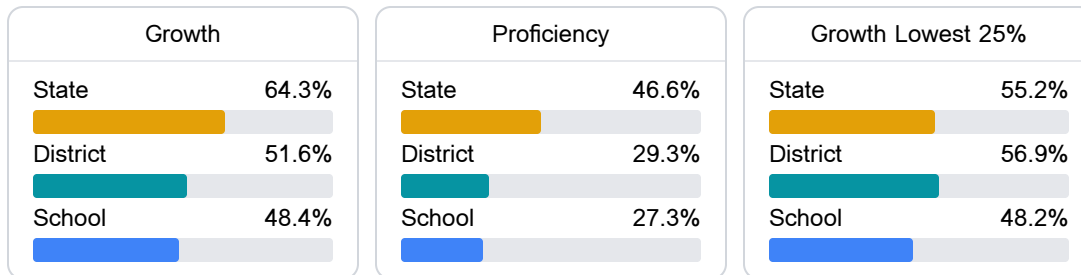 Growth
State 64.3%
District 51.6%
School 48.4%
Proficiency
State 46.6%
District 29.3%
School 27.3%
Growth Lowest 25%
State 55.2%
District 56.9%
School 48.2%